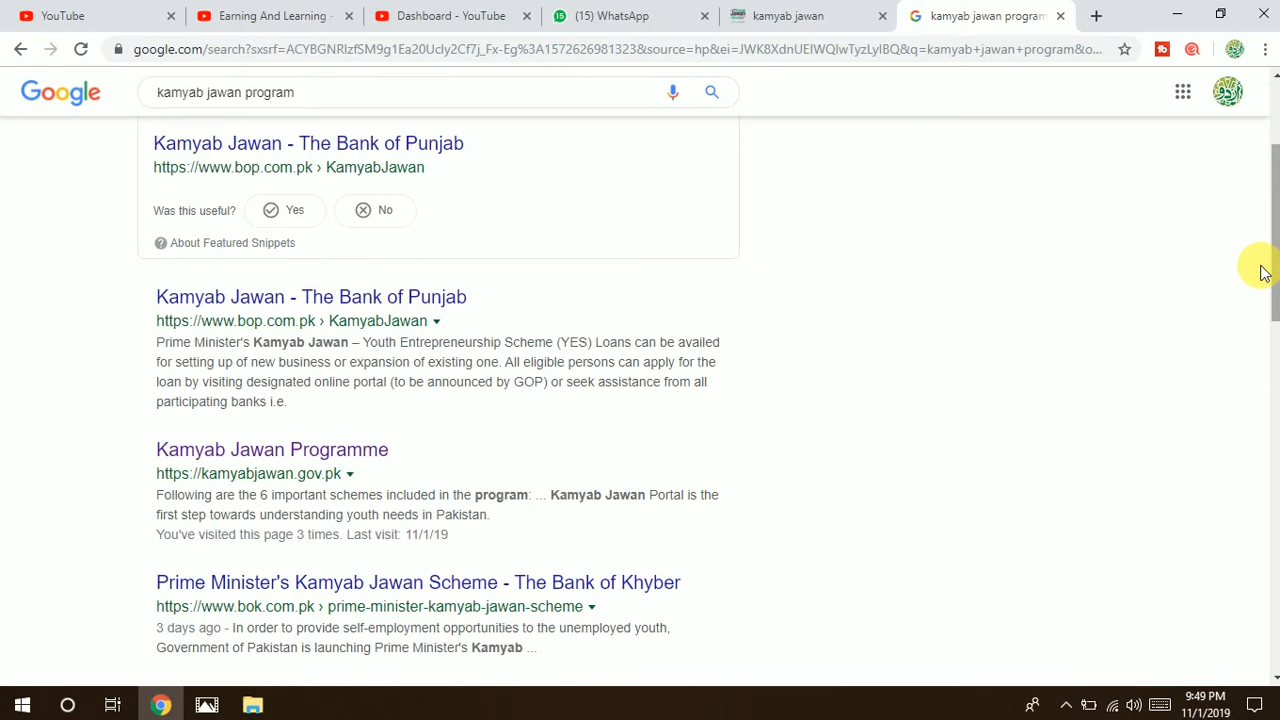 YouTube
Earning And Learning -
Dashboard - YouTube
(15) WhatsApp
kamyab jawan
kamyab jawan program
google.com/search?sxsrf=ACYBGNRlzfSM9g1Ea20Ucly2Cf7j_Fx-Eg%3A1572626981323&source=hp&ei=JWK8XdnUEIWQlwTyzLyIBQ&q=kamyab+jawan+program&o...
Google
kamyab jawan program
اردو
Kamyab Jawan - The Bank of Punjab
https://www.bop.com.pk › KamyabJawan
Was this useful? Yes No
About Featured Snippets
Kamyab Jawan - The Bank of Punjab
https://www.bop.com.pk › KamyabJawan
Prime Minister's Kamyab Jawan – Youth Entrepreneurship Scheme (YES) Loans can be availed
for setting up of new business or expansion of existing one. All eligible persons can apply for the
loan by visiting designated online portal (to be announced by GOP) or seek assistance from all
participating banks i.e.
Kamyab Jawan Programme
https://kamyabjawan.gov.pk
Following are the 6 important schemes included in the program: ... Kamyab Jawan Portal is the
first step towards understanding youth needs in Pakistan.
You've visited this page 3 times. Last visit: 11/1/19
Prime Minister's Kamyab Jawan Scheme - The Bank of Khyber
https://www.bok.com.pk › prime-minister-kamyab-jawan-scheme
3 days ago - In order to provide self-employment opportunities to the unemployed youth,
Government of Pakistan is launching Prime Minister's Kamyab ...
9:49 PM
11/1/2019